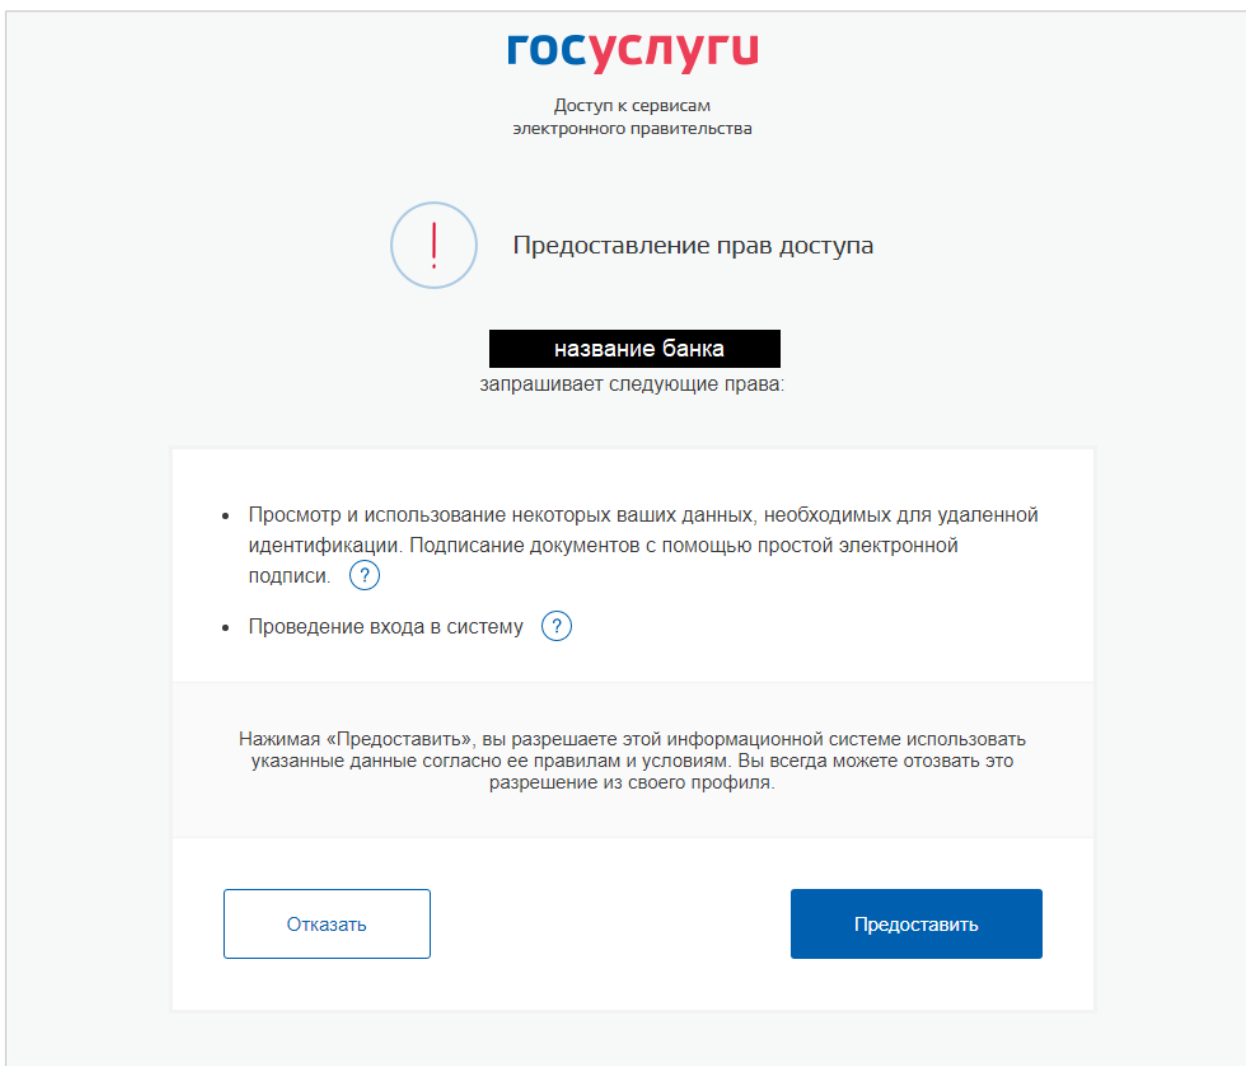 госуслуги
Доступ к сервисам
электронного правительства
Предоставление прав доступа
название банка
запрашивает следующие права:
• Просмотр и использование некоторых ваших данных, необходимых для удаленной
идентификации. Подписание документов с помощью простой электронной
подписи. ?
• Проведение входа в систему ?
Нажимая «Предоставить», вы разрешаете этой информационной системе использовать
указанные данные согласно ее правилам и условиям. Вы всегда можете отозвать это
разрешение из своего профиля.
Отказать
Предоставить